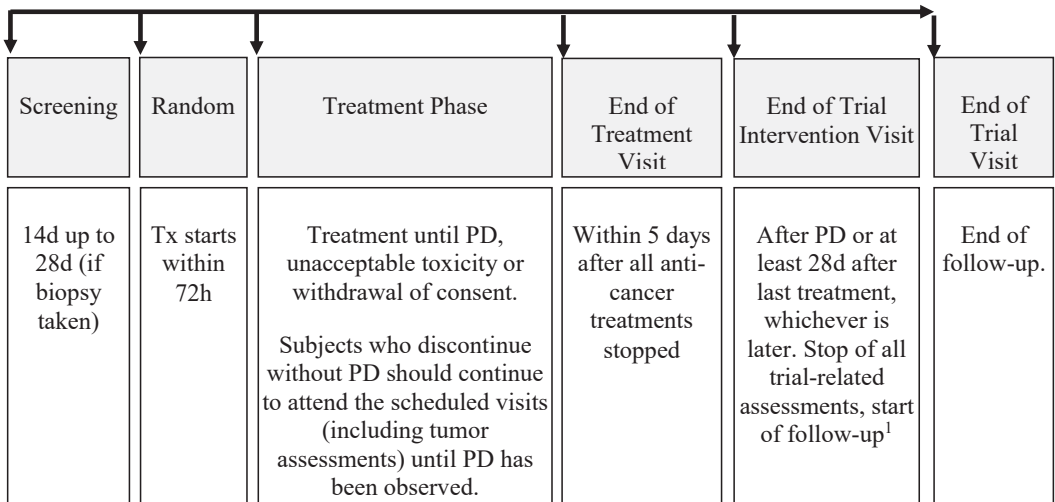 Screening
Random
Treatment Phase
End of
Treatment
Visit
End of Trial
Intervention Visit
End of
Trial
Visit
14d up to
28d (if
biopsy
taken)
Tx starts
within
72h
Treatment until PD,
unacceptable toxicity or
withdrawal of consent.
Subjects who discontinue
without PD should continue
to attend the scheduled visits
(including tumor
assessments) until PD has
been observed.
Within 5 days
after all anti-
cancer
treatments
stopped
After PD or at
least 28d after
last treatment,
whichever is
later. Stop of all
trial-related
assessments, start
of follow-up1
End of
follow-up.